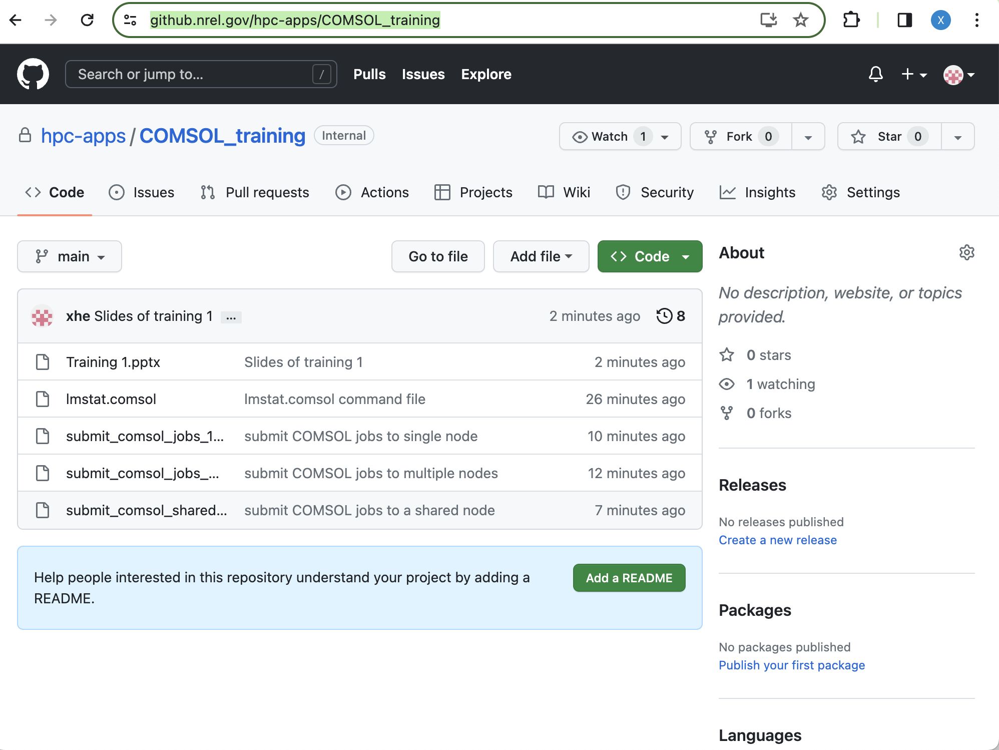 github.nrel.gov/hpc-apps/COMSOL_training
X
Search or jump to... /
Pulls Issues Explore
hpc-apps / COMSOL_training Internal
Watch 1 Fork 0 Star 0
Code Issues Pull requests Actions Projects Wiki Security Insights Settings
main Go to file Add file Code
xhe Slides of training 1 ... 2 minutes ago 8
Training 1.pptx Slides of training 1 2 minutes ago
lmstat.comsol lmstat.comsol command file 26 minutes ago
submit_comsol_jobs_1... submit COMSOL jobs to single node 10 minutes ago
submit_comsol_jobs_... submit COMSOL jobs to multiple nodes 12 minutes ago
submit_comsol_shared... submit COMSOL jobs to a shared node 7 minutes ago
Help people interested in this repository understand your project by adding a
README.
Add a README
About
No description, website, or topics
provided.
0 stars
1 watching
0 forks
Releases
No releases published
Create a new release
Packages
No packages published
Publish your first package
Languages